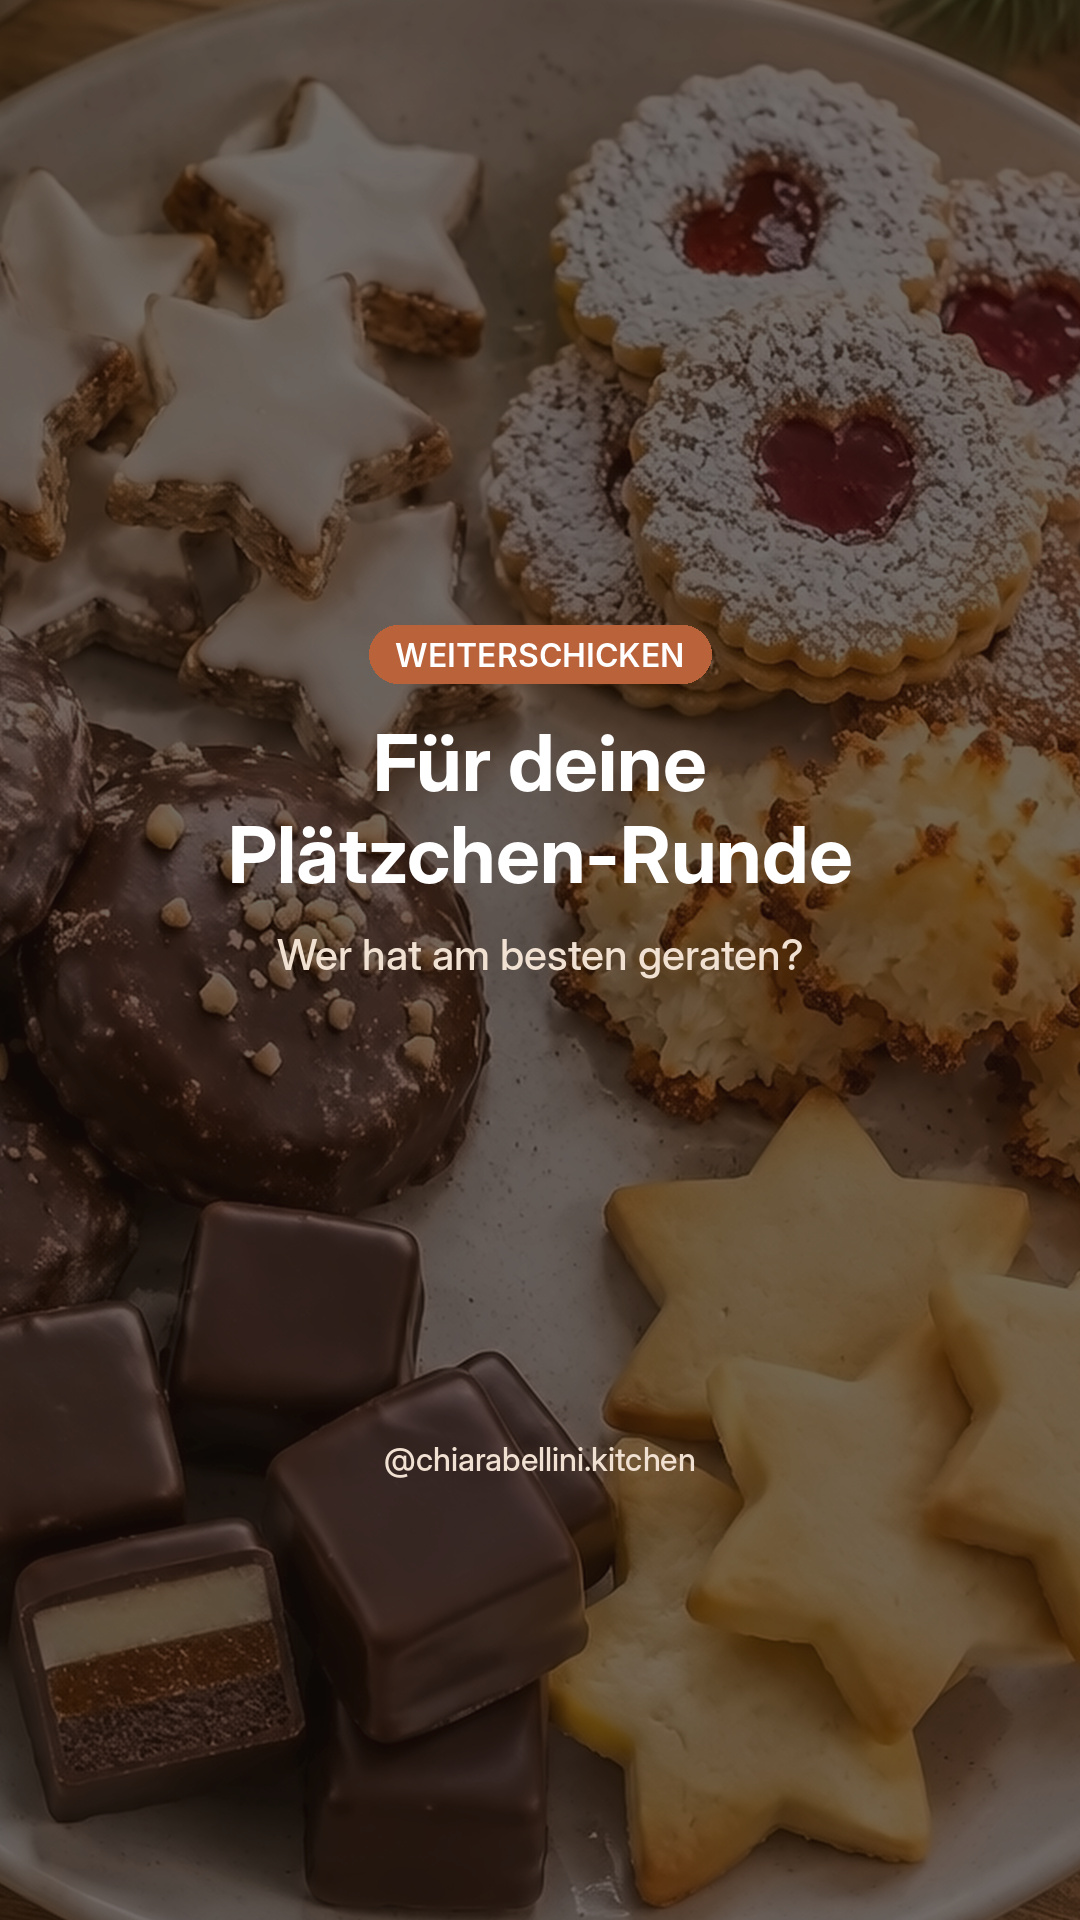 WEITERSCHICKEN
Für deine
Plätzchen-Runde
Wer hat am besten geraten?
@chiarabellini.kitchen